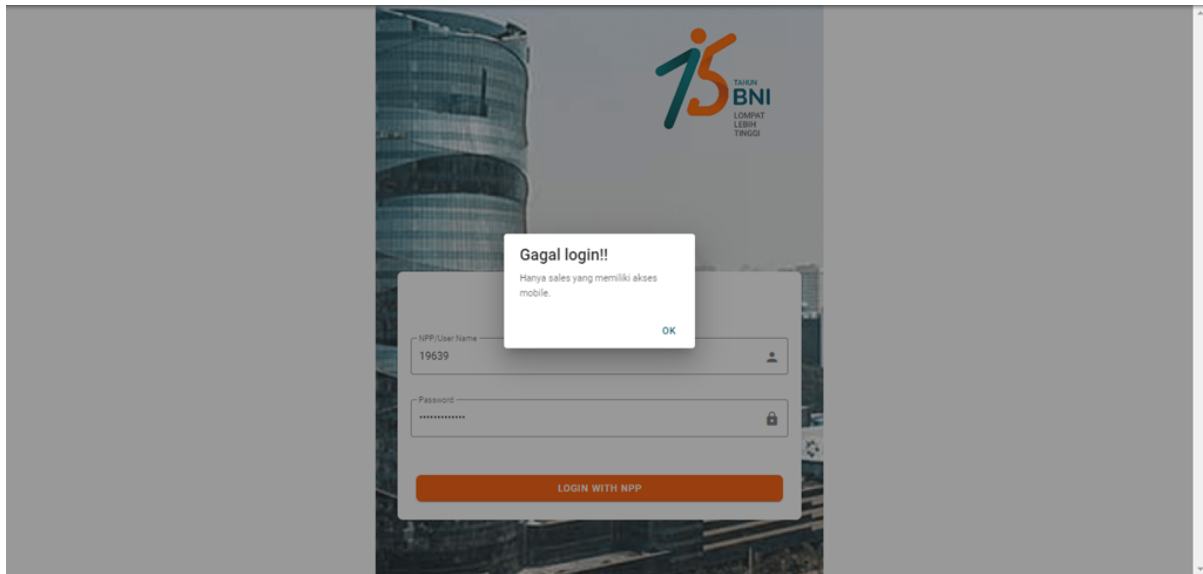 75
TAHUN
BNI
LOMPAT
LEBIH
TINGGI
Gagal login!!
Hanya sales yang memiliki akses
mobile.
OK
NPP/User Name
19639
Password
•••••••••••••
LOGIN WITH NPP